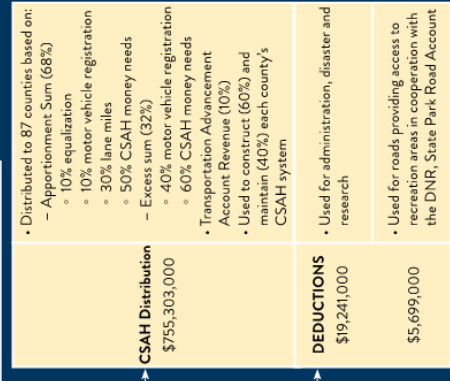 CSAH Distribution
$755,303,000
• Distributed to 87 counties based on:
– Apportionment Sum (68%)
◦ 10% equalization
◦ 10% motor vehicle registration
◦ 30% lane miles
◦ 50% CSAH money needs
– Excess sum (32%)
◦ 40% motor vehicle registration
◦ 60% CSAH money needs
• Transportation Advancement
Account Revenue (10%)
• Used to construct (60%) and
maintain (40%) each county's
CSAH system
DEDUCTIONS
$19,241,000
• Used for administration, disaster and
research
$5,699,000
• Used for roads providing access to
recreation areas in cooperation with
the DNR, State Park Road Account